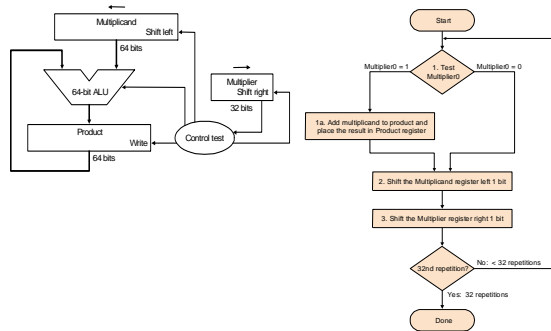 Multiplicand
Shift left
64 bits
64-bit ALU
Multiplier
Shift right
32 bits
Product
Write
Control test
64 bits
Start
Multiplier0 = 1
1. Test
Multiplier0
Multiplier0 = 0
1a. Add multiplicand to product and
place the result in Product register
2. Shift the Multiplicand register left 1 bit
3. Shift the Multiplier register right 1 bit
32nd repetition?
No: < 32 repetitions
Yes: 32 repetitions
Done